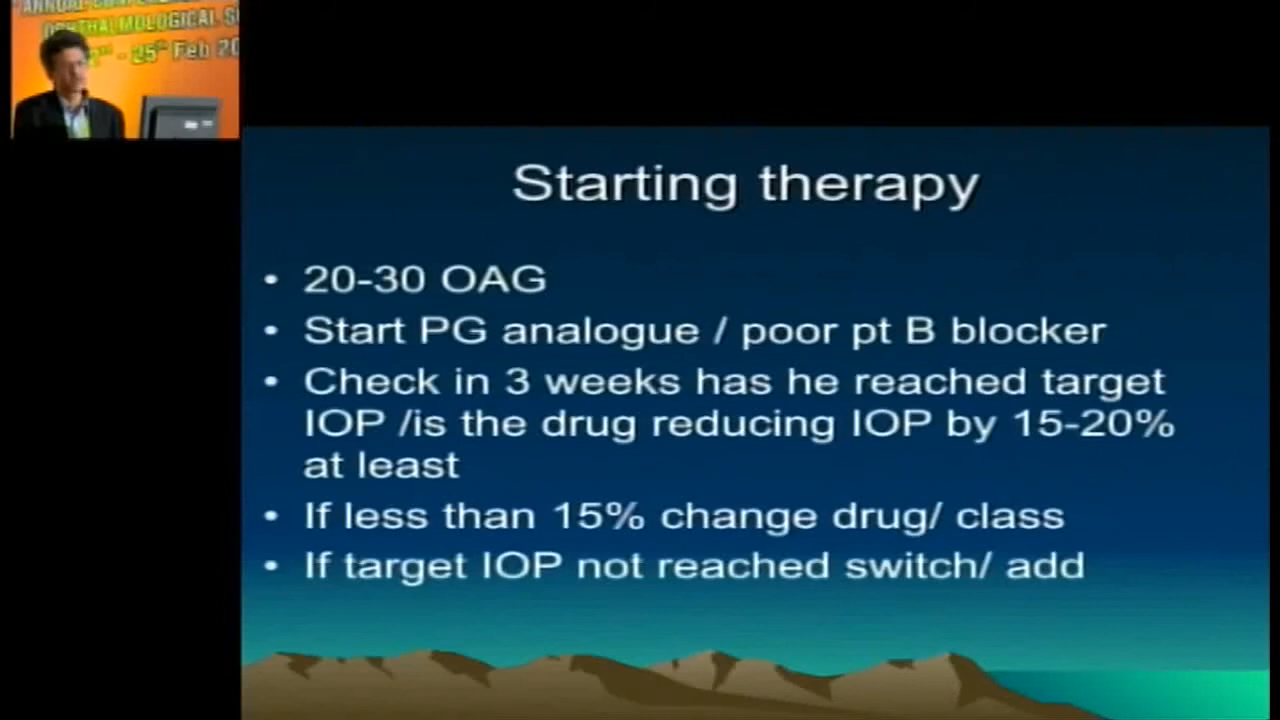 "ANNUAL
OPHTHALMOLOGICAL
- 25th Feb 20
Starting therapy
• 20-30 OAG
• Start PG analogue / poor pt B blocker
• Check in 3 weeks has he reached target
IOP /is the drug reducing IOP by 15-20%
at least
• If less than 15% change drug/ class
• If target IOP not reached switch/ add